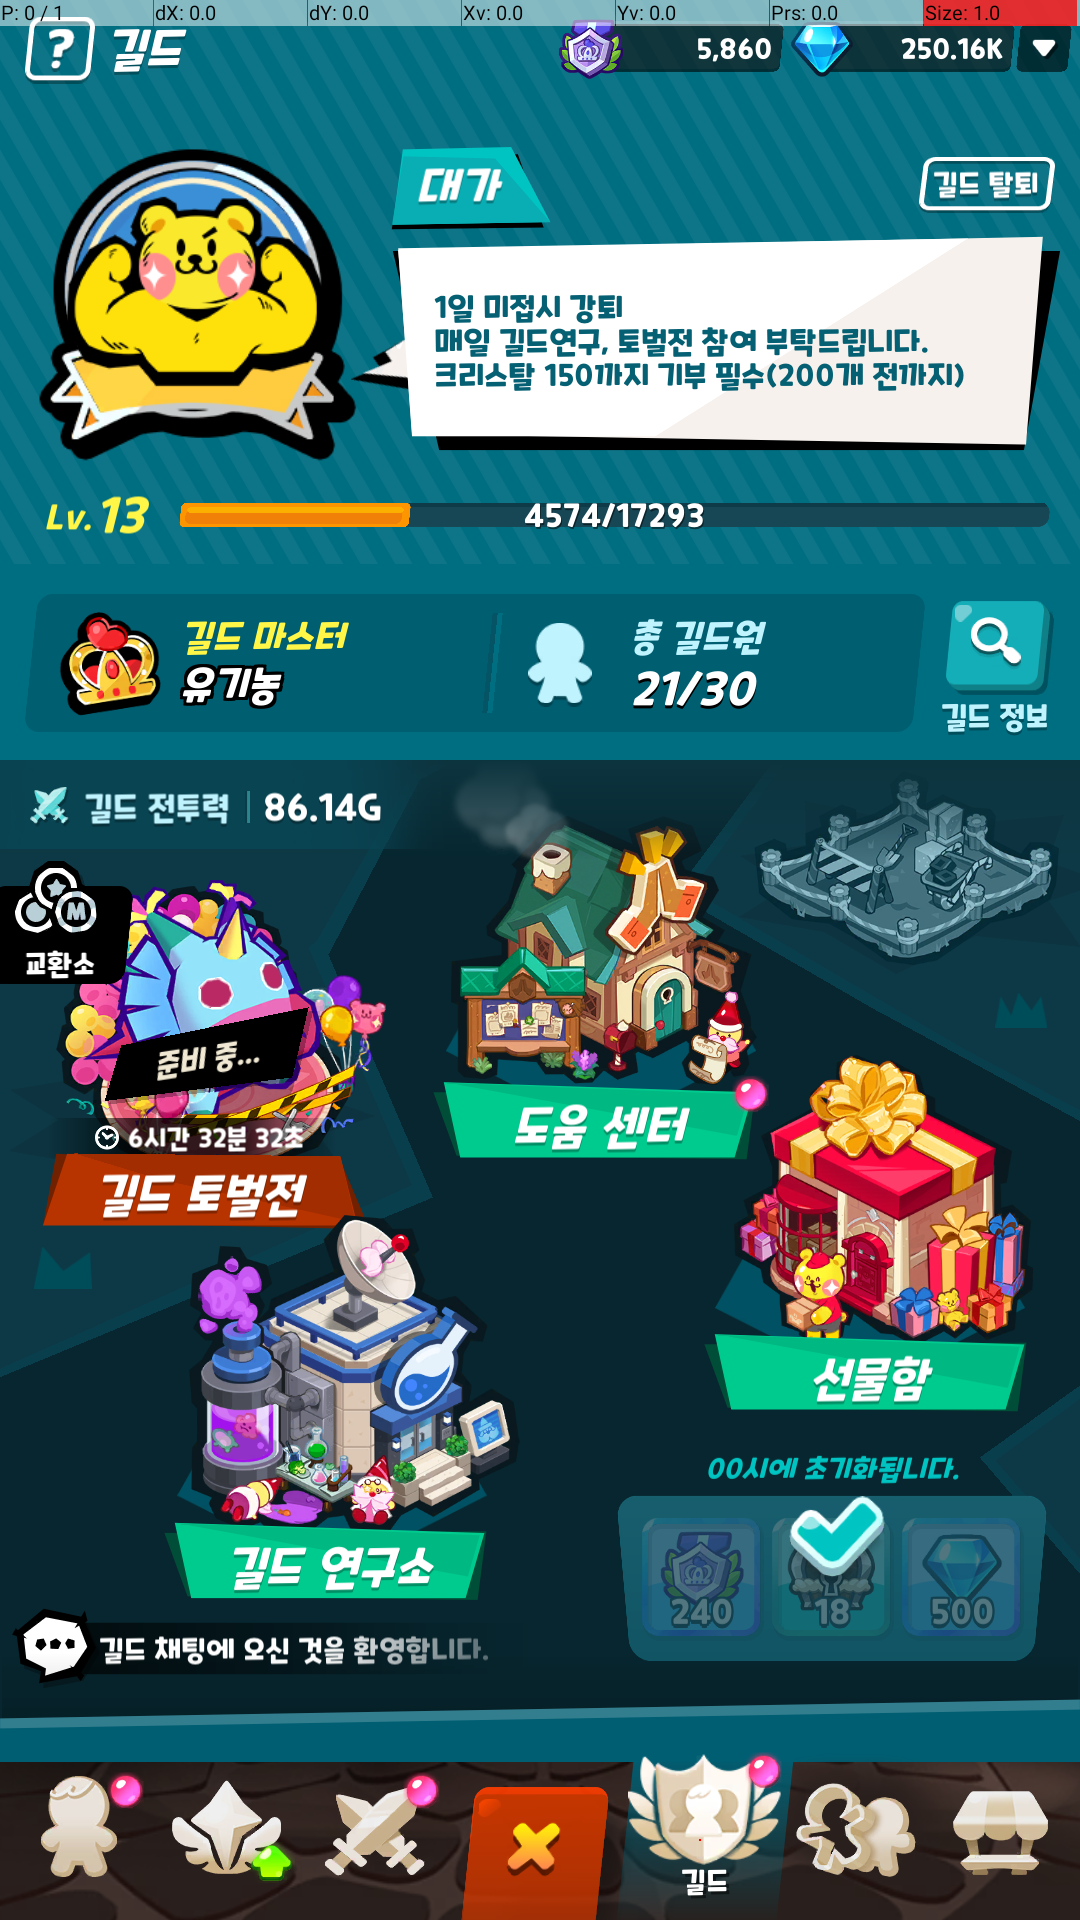 P: 0 / 1 dX: 0.0 dY: 0.0 Xv: 0.0 Yv: 0.0 Prs: 0.0 Size: 1.0
? 길드 5,860 250.16K
대가 길드 탈퇴
1일 미접시 강퇴
매일 길드연구, 토벌전 참여 부탁드립니다.
크리스탈 150까지 기부 필수(200개 전까지)
Lv. 13 4574/17293
길드 마스터
유기농
총 길드원
21/30
길드 정보
길드 전투력 86.14G
M
교환소
준비 중...
6시간 32분 32초
길드 토벌전
도움 센터
선물함
길드 연구소
00시에 초기화됩니다.
240 18 500
길드 채팅에 오신 것을 환영합니다.
길드